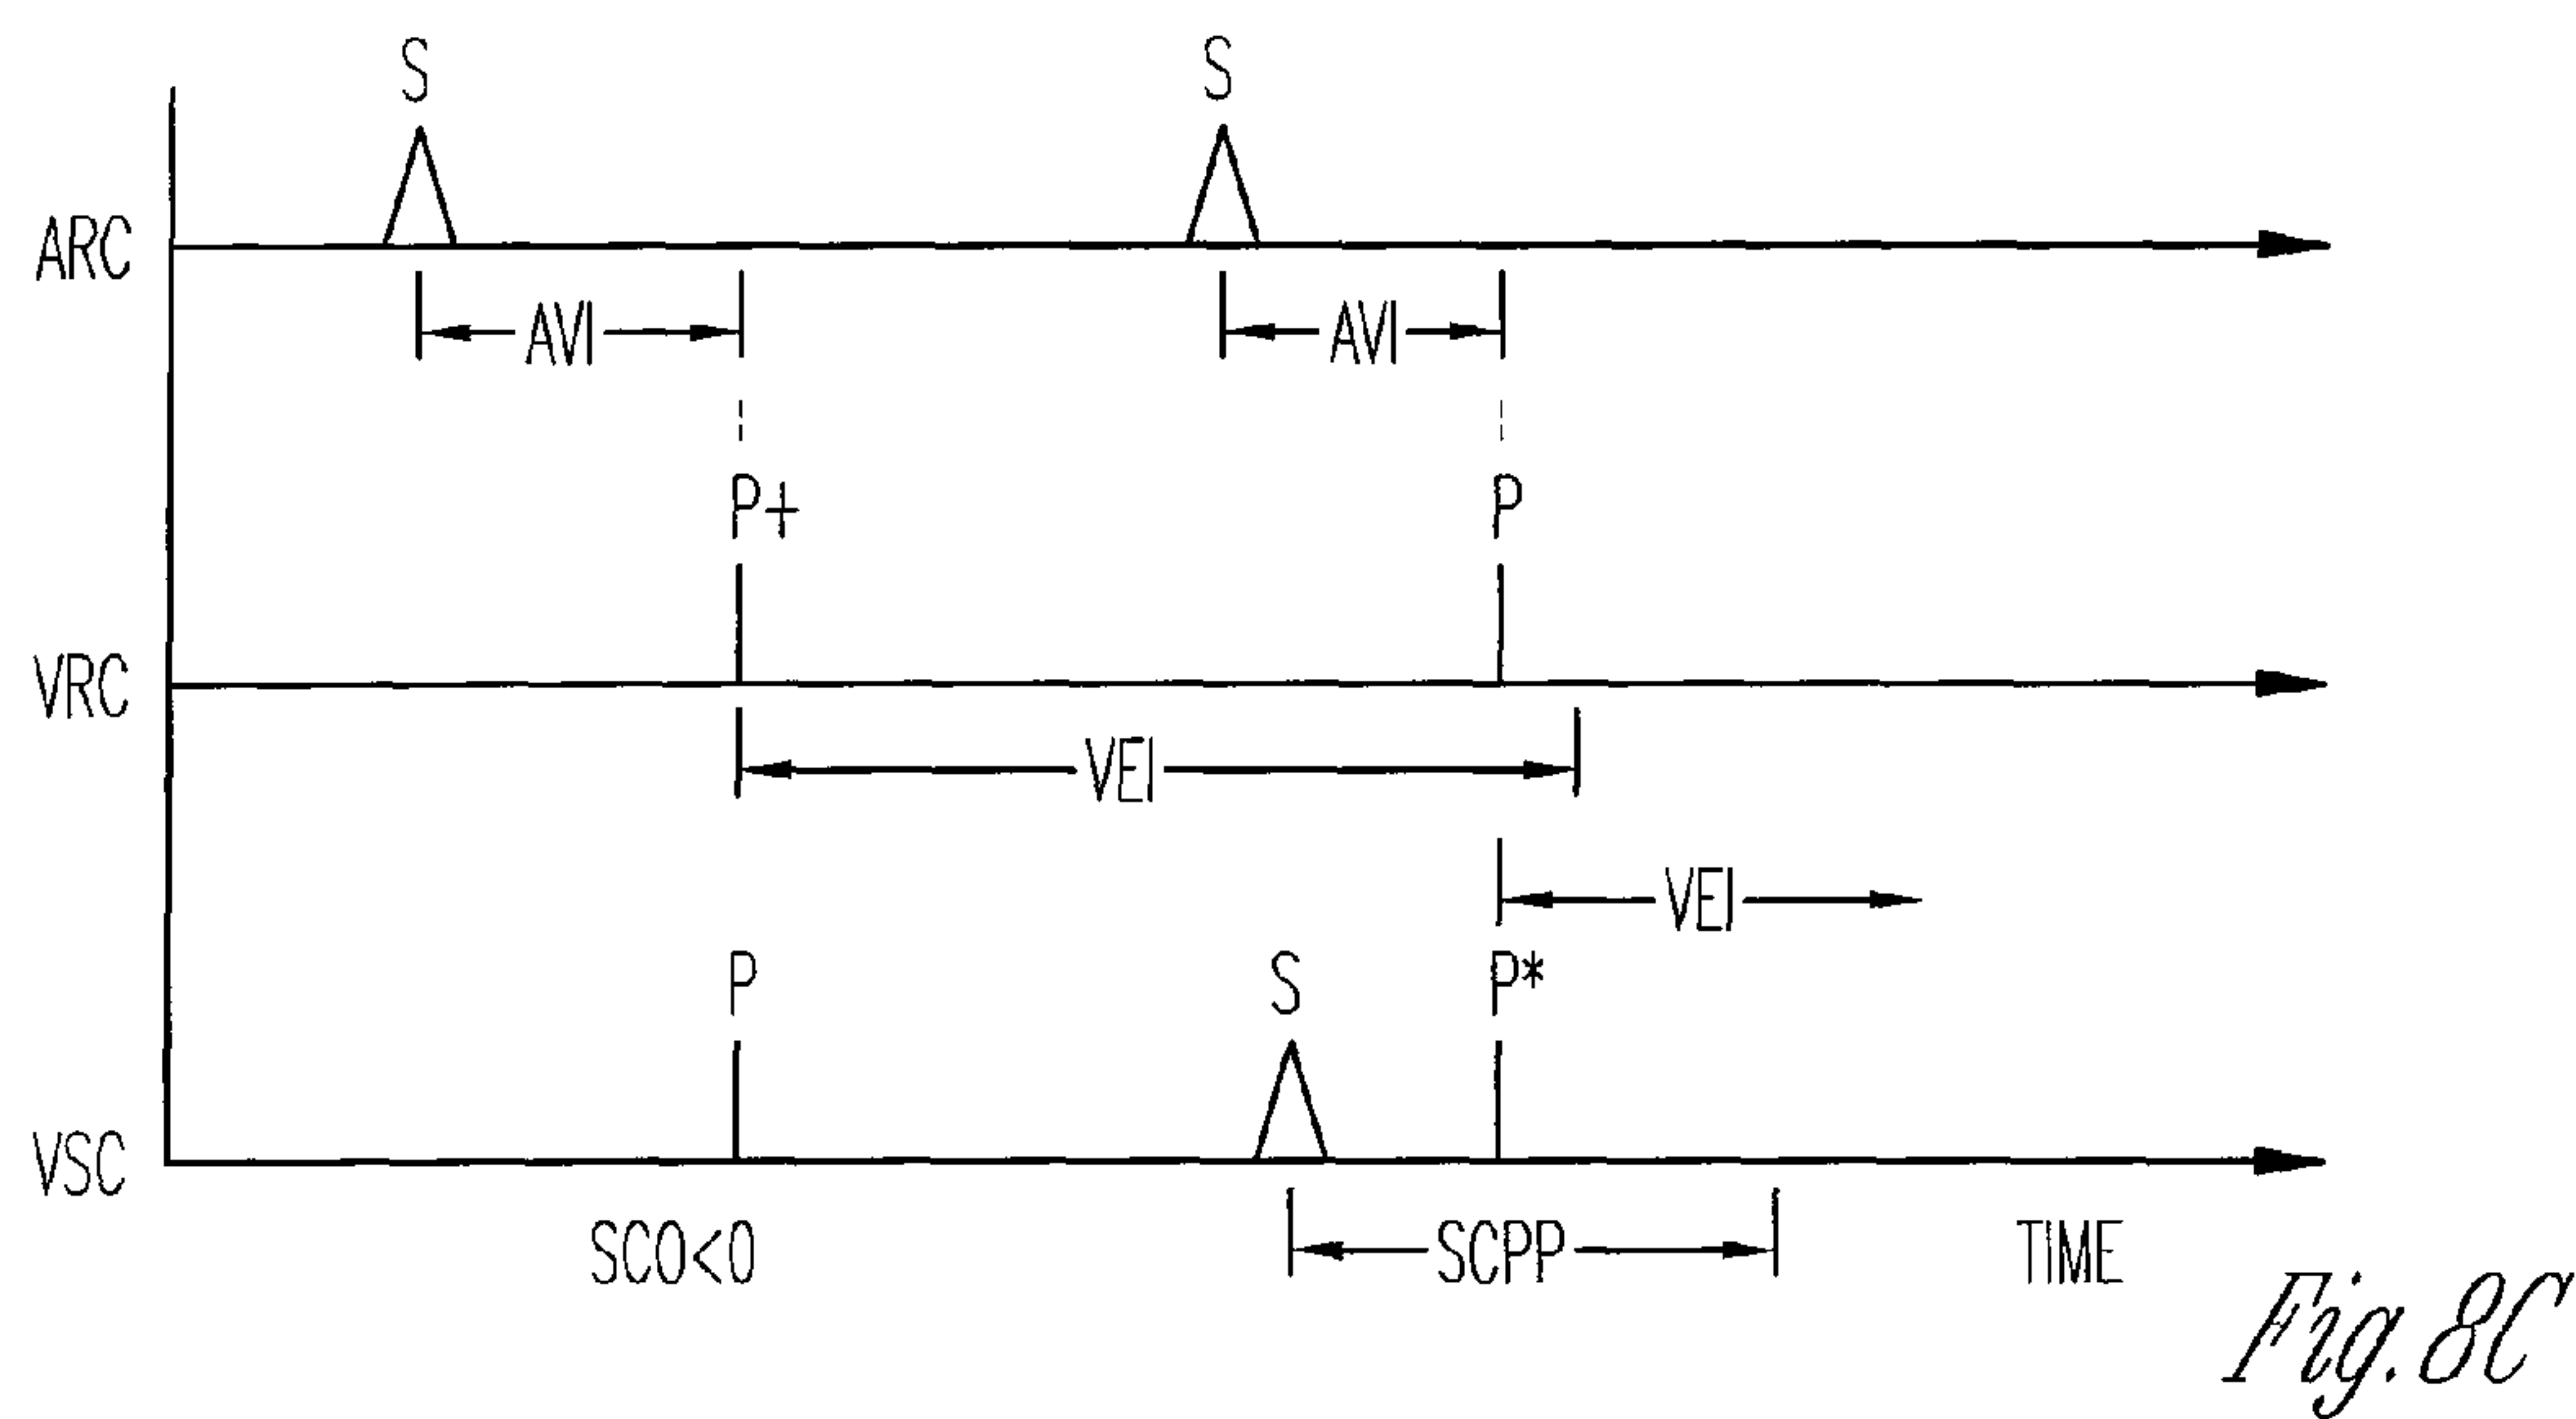 S S
ARC
AVI AVI
P+ P
VRC
VEI
VEI
P S P*
VSC
SCO<0 SCPP TIME
Fig. 8C